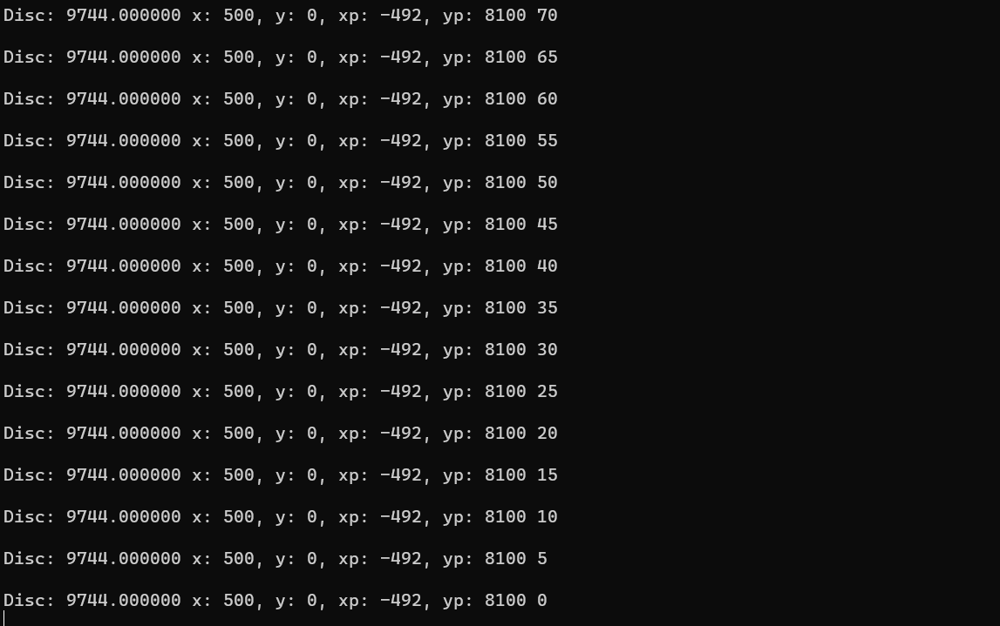 Disc: 9744.000000 x: 500, y: 0, xp: -492, yp: 8100 70
Disc: 9744.000000 x: 500, y: 0, xp: -492, yp: 8100 65
Disc: 9744.000000 x: 500, y: 0, xp: -492, yp: 8100 60
Disc: 9744.000000 x: 500, y: 0, xp: -492, yp: 8100 55
Disc: 9744.000000 x: 500, y: 0, xp: -492, yp: 8100 50
Disc: 9744.000000 x: 500, y: 0, xp: -492, yp: 8100 45
Disc: 9744.000000 x: 500, y: 0, xp: -492, yp: 8100 40
Disc: 9744.000000 x: 500, y: 0, xp: -492, yp: 8100 35
Disc: 9744.000000 x: 500, y: 0, xp: -492, yp: 8100 30
Disc: 9744.000000 x: 500, y: 0, xp: -492, yp: 8100 25
Disc: 9744.000000 x: 500, y: 0, xp: -492, yp: 8100 20
Disc: 9744.000000 x: 500, y: 0, xp: -492, yp: 8100 15
Disc: 9744.000000 x: 500, y: 0, xp: -492, yp: 8100 10
Disc: 9744.000000 x: 500, y: 0, xp: -492, yp: 8100 5
Disc: 9744.000000 x: 500, y: 0, xp: -492, yp: 8100 0